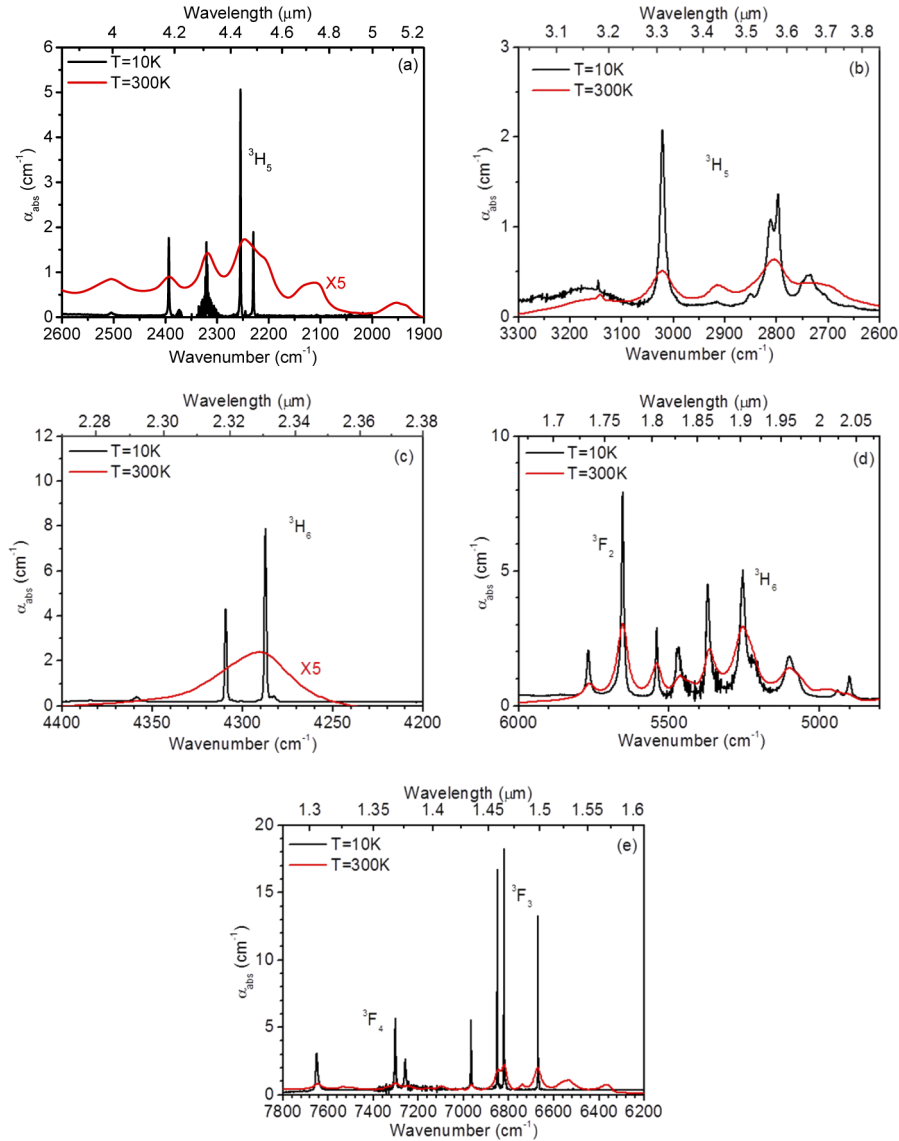 Wavelength (μm)
4 4.2 4.4 4.6 4.8 5 5.2
(a)
T=10K
T=300K
³H₅
X5
α_abs (cm⁻¹)
6
5
4
3
2
1
0
2600 2500 2400 2300 2200 2100 2000 1900
Wavenumber (cm⁻¹)
Wavelength (μm)
3.1 3.2 3.3 3.4 3.5 3.6 3.7 3.8
(b)
T=10K
T=300K
³H₅
α_abs (cm⁻¹)
3
2
1
0
3300 3200 3100 3000 2900 2800 2700 2600
Wavenumber (cm⁻¹)
Wavelength (μm)
2.28 2.30 2.32 2.34 2.36 2.38
(c)
T=10K
T=300K
³H₆
X5
α_abs (cm⁻¹)
12
10
8
6
4
2
0
4400 4350 4300 4250 4200
Wavenumber (cm⁻¹)
Wavelength (μm)
1.7 1.75 1.8 1.85 1.9 1.95 2 2.05
(d)
T=10K
T=300K
³F₂
³H₆
α_abs (cm⁻¹)
10
5
0
6000 5500 5000
Wavenumber (cm⁻¹)
Wavelength (μm)
1.3 1.35 1.4 1.45 1.5 1.55 1.6
(e)
T=10K
T=300K
³F₃
³F₄
α_abs (cm⁻¹)
20
15
10
5
0
7800 7600 7400 7200 7000 6800 6600 6400 6200
Wavenumber (cm⁻¹)